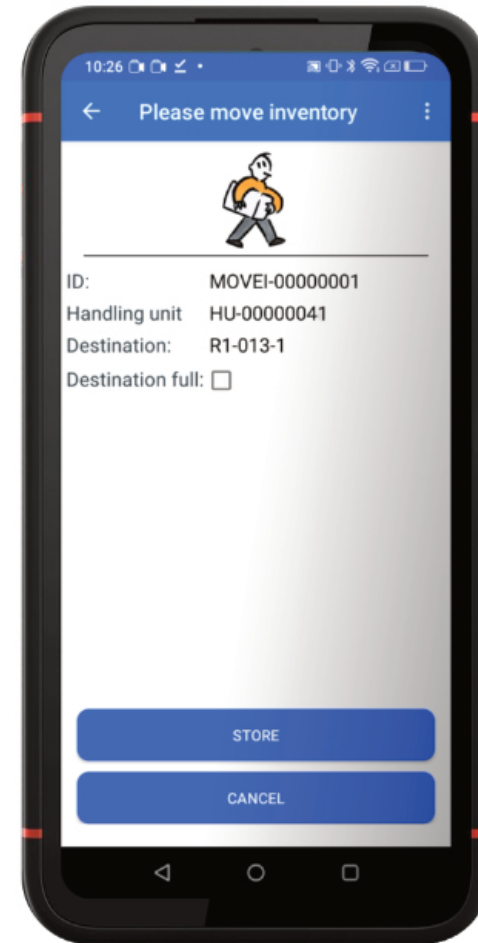 10:26
Please move inventory
ID: MOVEI-00000001
Handling unit HU-00000041
Destination: R1-013-1
Destination full:
STORE
CANCEL